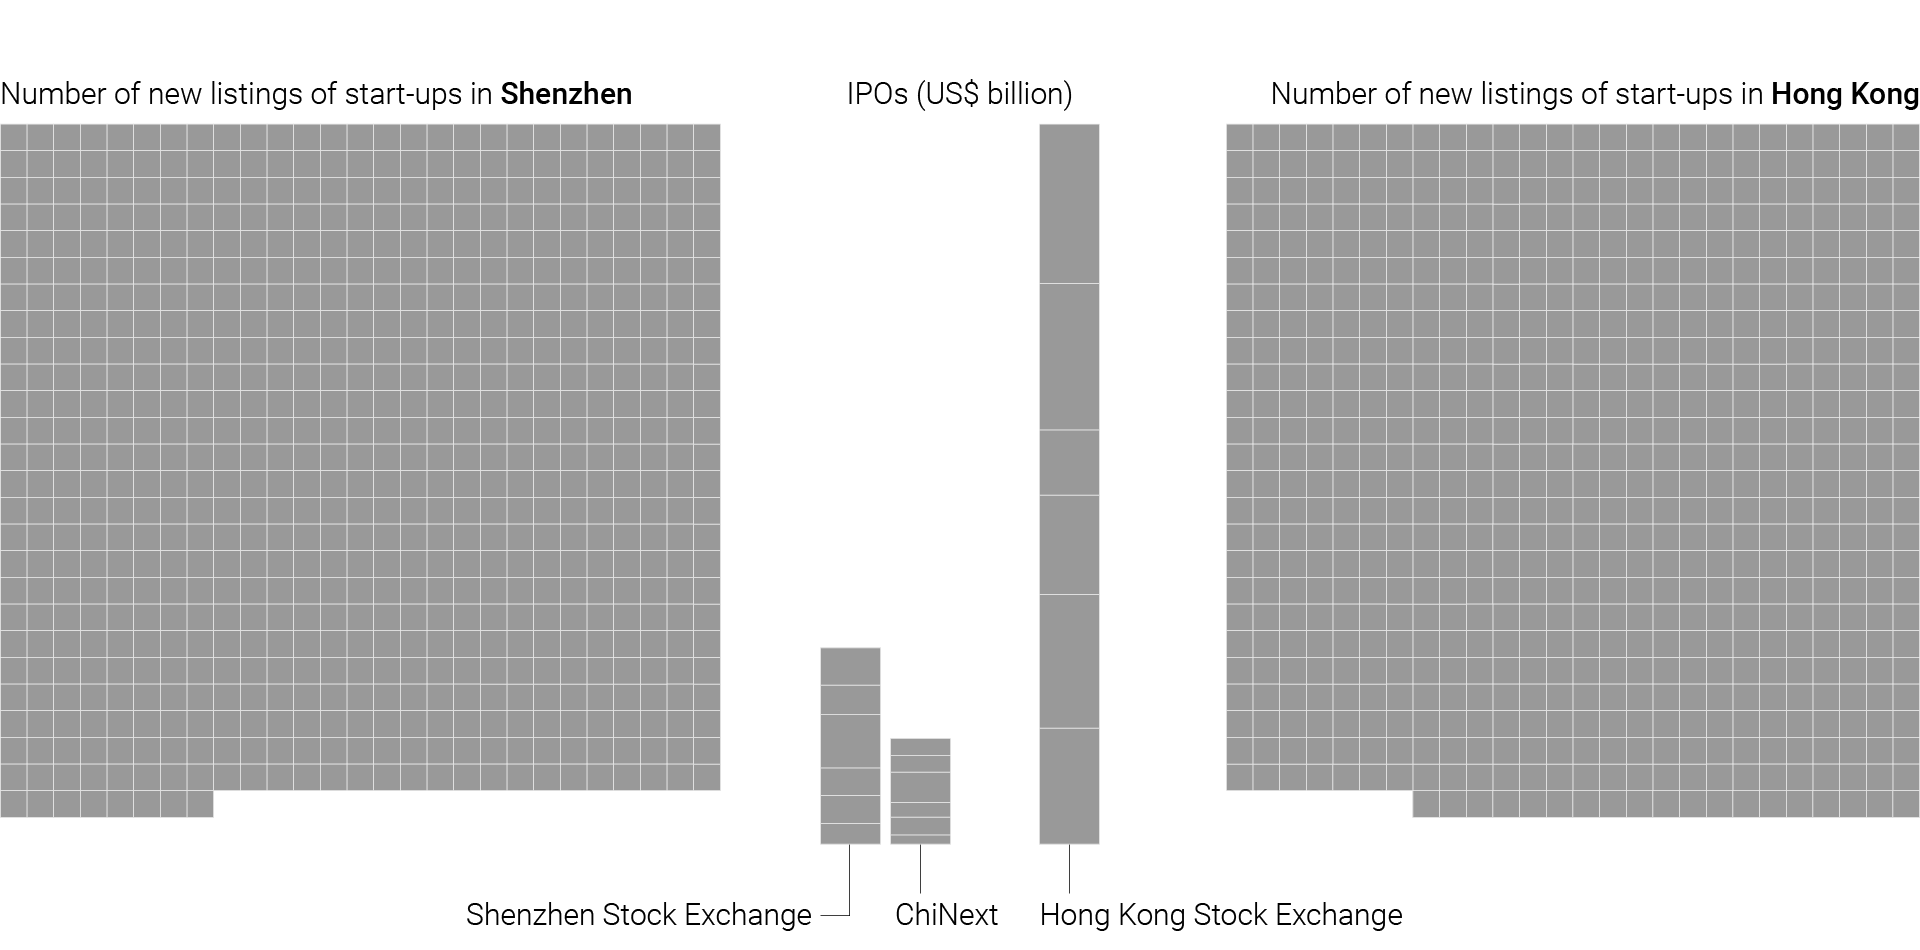 Number of new listings of start-ups in Shenzhen
IPOs (US$ billion)
Number of new listings of start-ups in Hong Kong
Shenzhen Stock Exchange
ChiNext
Hong Kong Stock Exchange